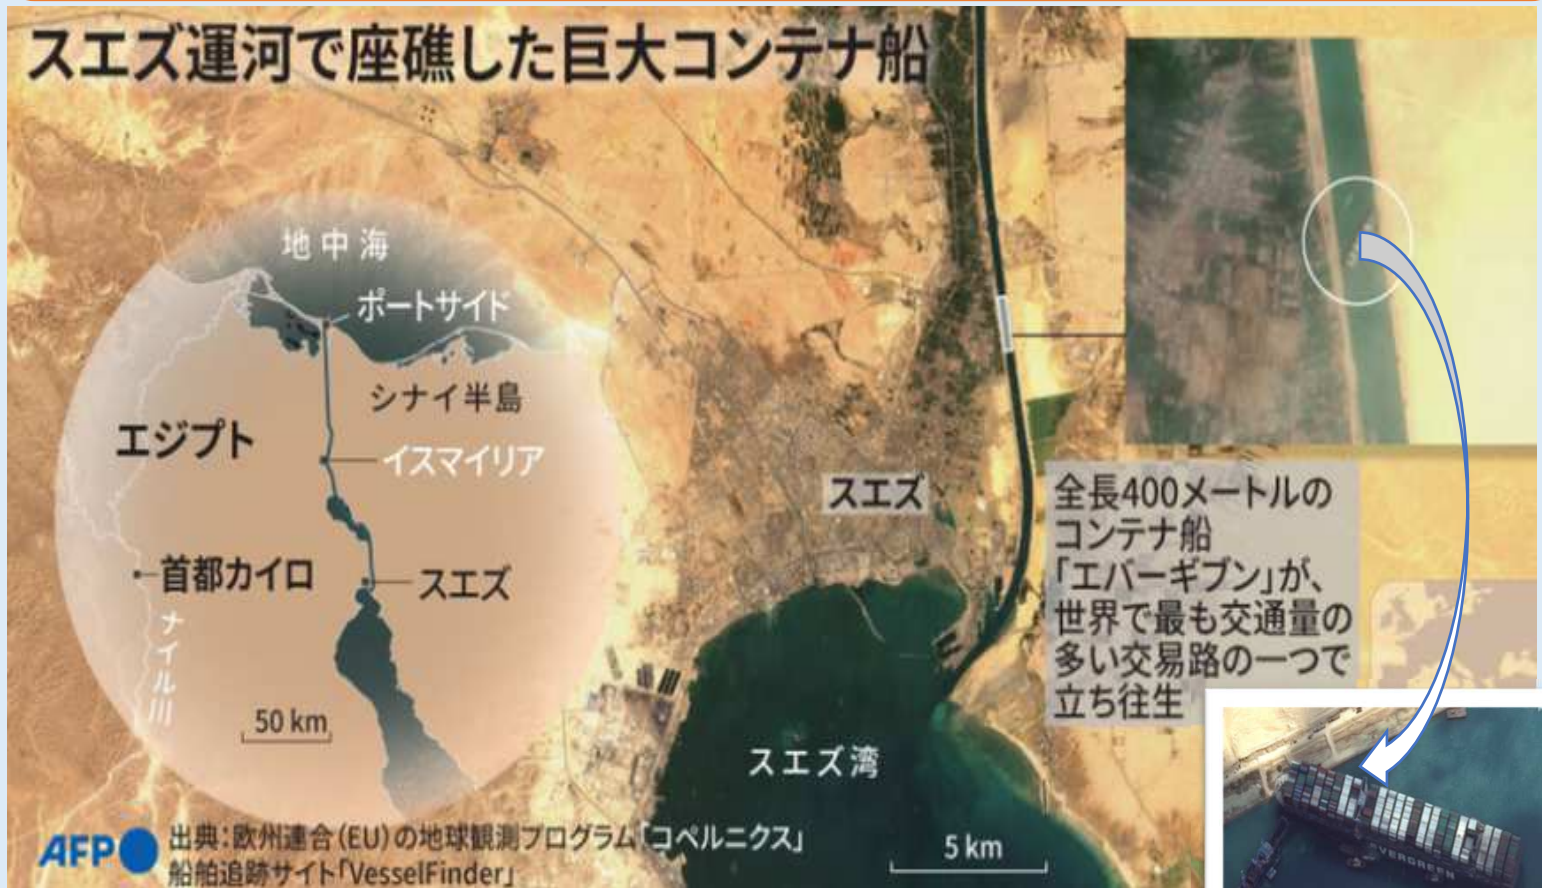 スエズ運河で座礁した巨大コンテナ船
地中海
ポートサイド
シナイ半島
エジプト
イスマイリア
首都カイロ
スエズ
ナイル川
50 km
スエズ
全長400メートルの
コンテナ船
「エバーギブン」が、
世界で最も交通量の
多い交易路の一つで
立ち往生
スエズ湾
5 km
AFP
出典:欧州連合(EU)の地球観測プログラム「コペルニクス」
船舶追跡サイト「VesselFinder」
EVERGREEN